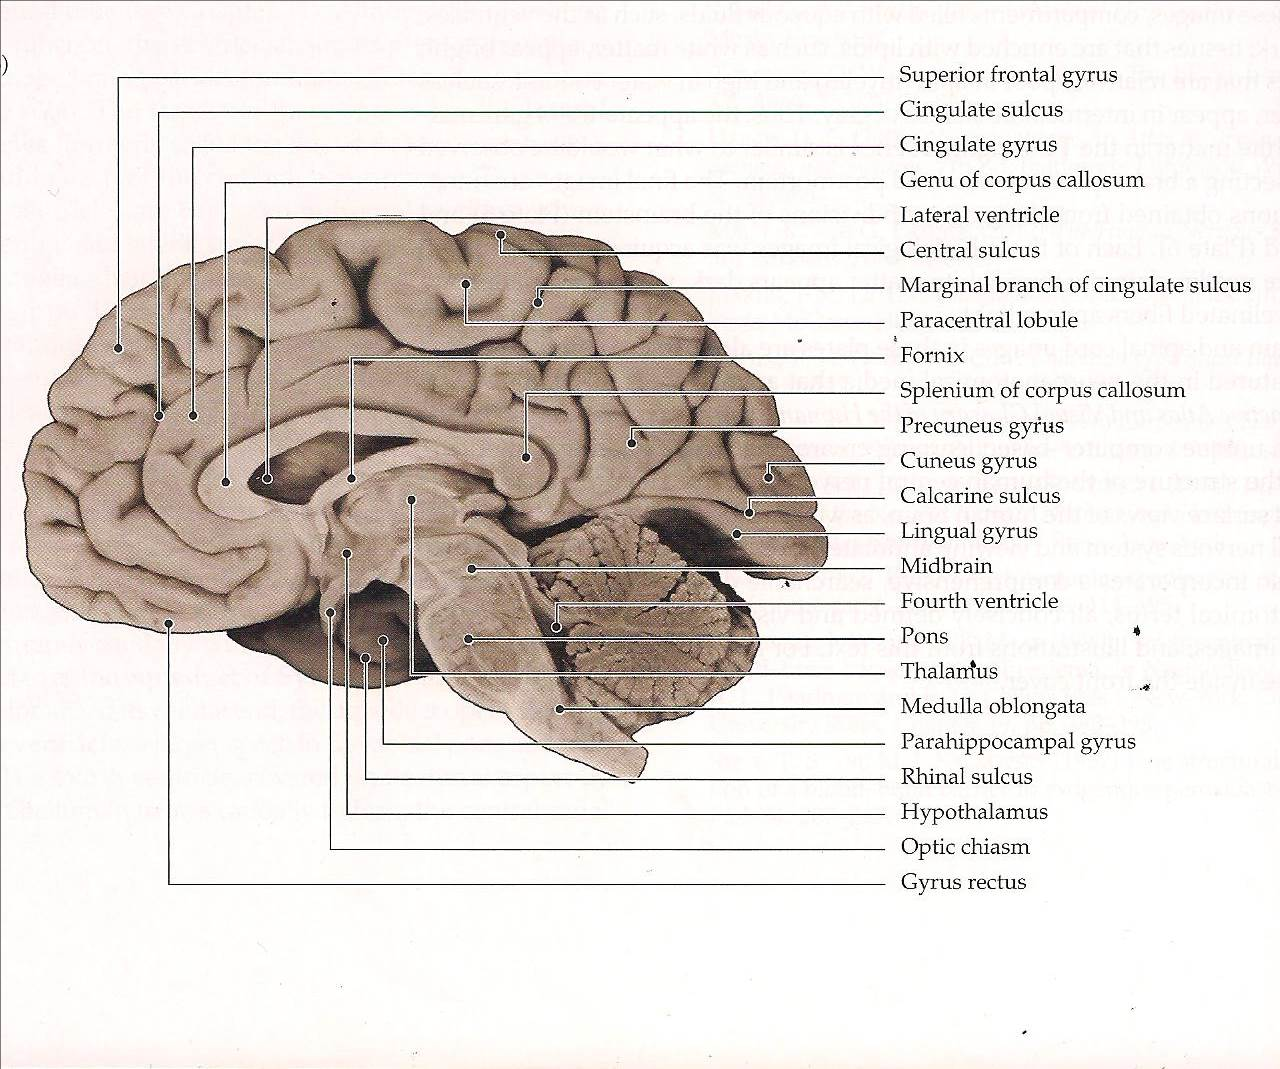 )
Superior frontal gyrus
Cingulate sulcus
Cingulate gyrus
Genu of corpus callosum
Lateral ventricle
Central sulcus
Marginal branch of cingulate sulcus
Paracentral lobule
Fornix
Splenium of corpus callosum
Precuneus gyrus
Cuneus gyrus
Calcarine sulcus
Lingual gyrus
Midbrain
Fourth ventricle
Pons
Thalamus
Medulla oblongata
Parahippocampal gyrus
Rhinal sulcus
Hypothalamus
Optic chiasm
Gyrus rectus